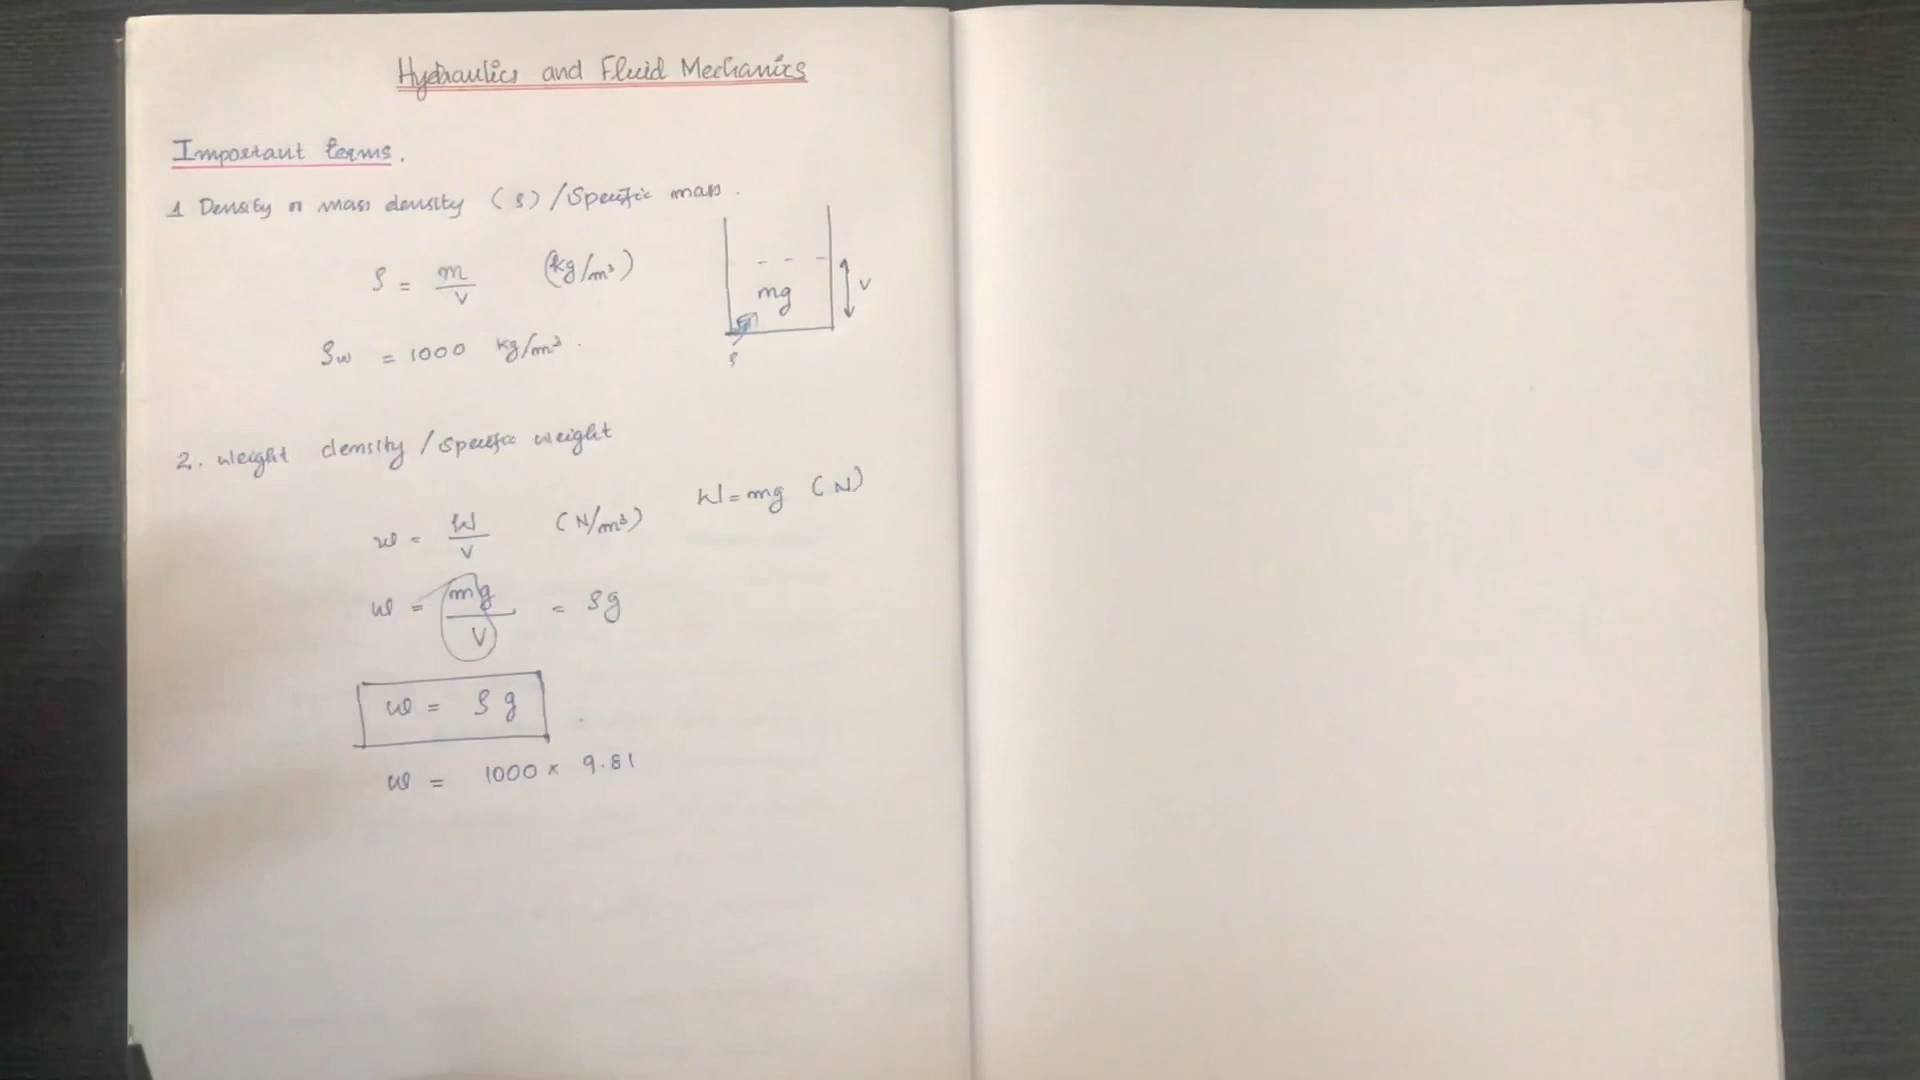 Hydraulics and Fluid Mechanics
Important terms.
1 Density or mass density (ρ) / Specific mass.
ρ = m/V (kg/m³)
mg
V
ρ
ρw = 1000 kg/m³.
2. Weight density / Specific weight
W = mg (N)
w = W/V (N/m³)
w = mg/V = ρg
w = ρg
w = 1000 × 9.81